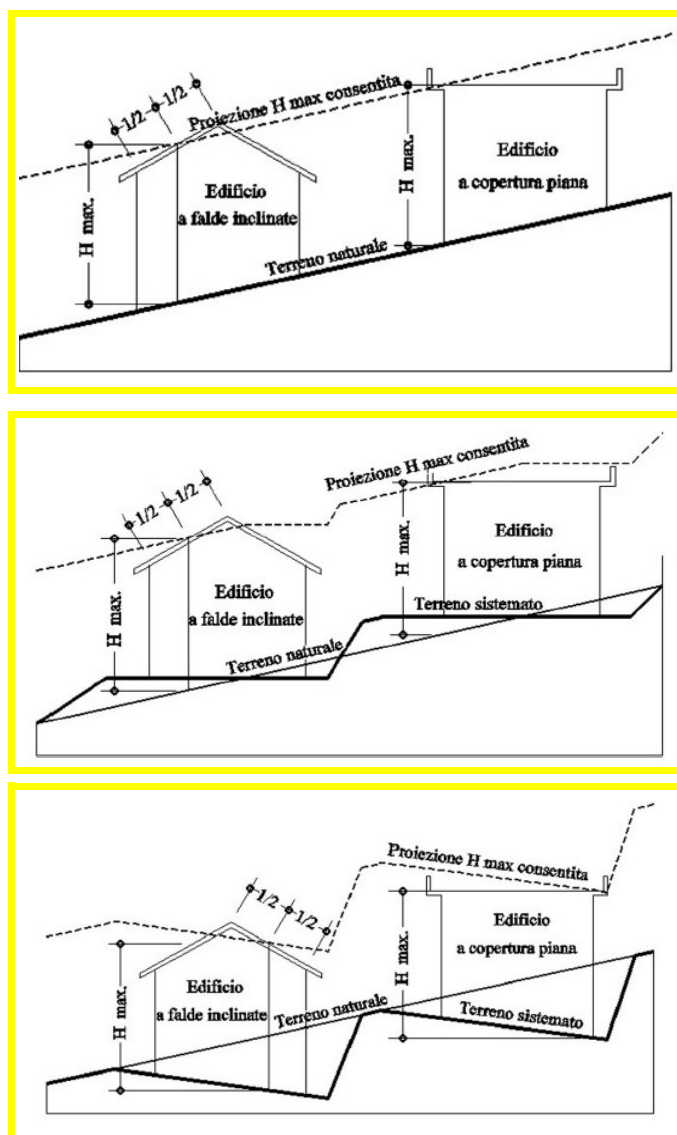 1/2 1/2
Proiezione H max consentita
H max.
Edificio
a falde inclinate
H max.
Edificio
a copertura piana
Terreno naturale
Proiezione H max consentita
1/2 1/2
H max.
Edificio
a falde inclinate
H max.
Edificio
a copertura piana
Terreno sistemato
Terreno naturale
Proiezione H max consentita
1/2 1/2
H max.
Edificio
a falde inclinate
H max.
Edificio
a copertura piana
Terreno naturale
Terreno sistemato